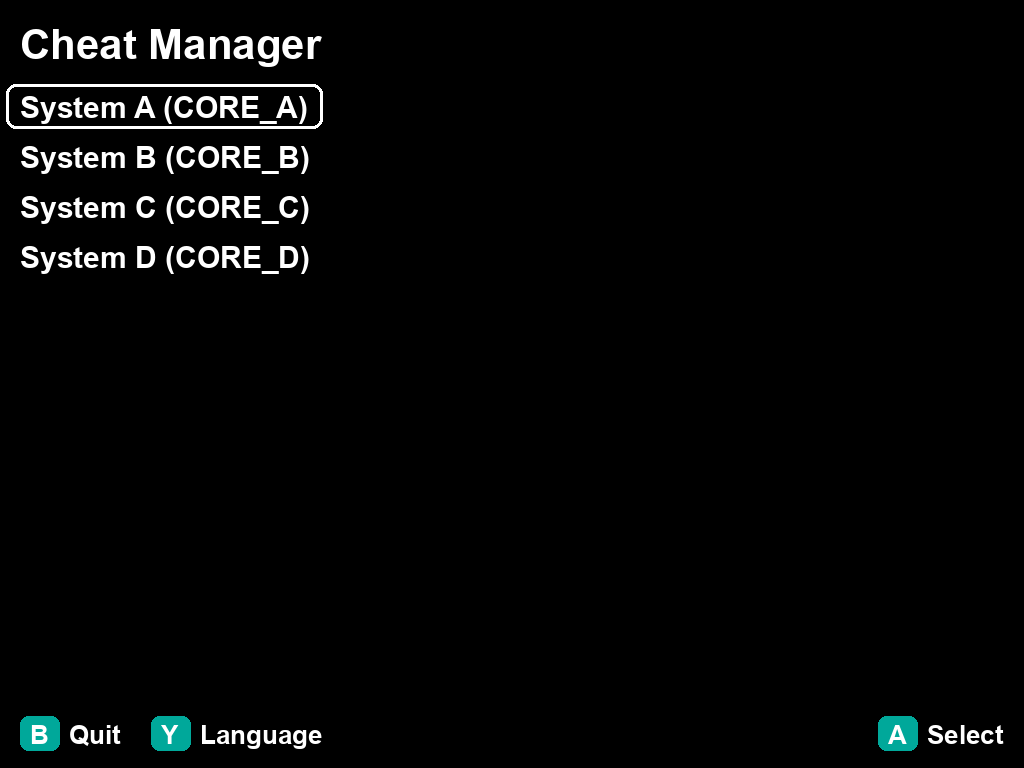 Cheat Manager
System A (CORE_A)
System B (CORE_B)
System C (CORE_C)
System D (CORE_D)
B Quit Y Language A Select